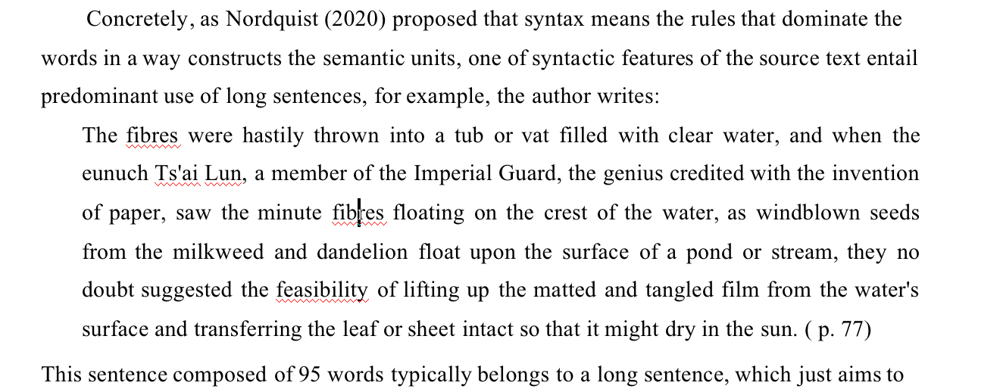 Concretely, as Nordquist (2020) proposed that syntax means the rules that dominate the
words in a way constructs the semantic units, one of syntactic features of the source text entail
predominant use of long sentences, for example, the author writes:
The fibres were hastily thrown into a tub or vat filled with clear water, and when the
eunuch Ts'ai Lun, a member of the Imperial Guard, the genius credited with the invention
of paper, saw the minute fibres floating on the crest of the water, as windblown seeds
from the milkweed and dandelion float upon the surface of a pond or stream, they no
doubt suggested the feasibility of lifting up the matted and tangled film from the water's
surface and transferring the leaf or sheet intact so that it might dry in the sun. ( p. 77)
This sentence composed of 95 words typically belongs to a long sentence, which just aims to